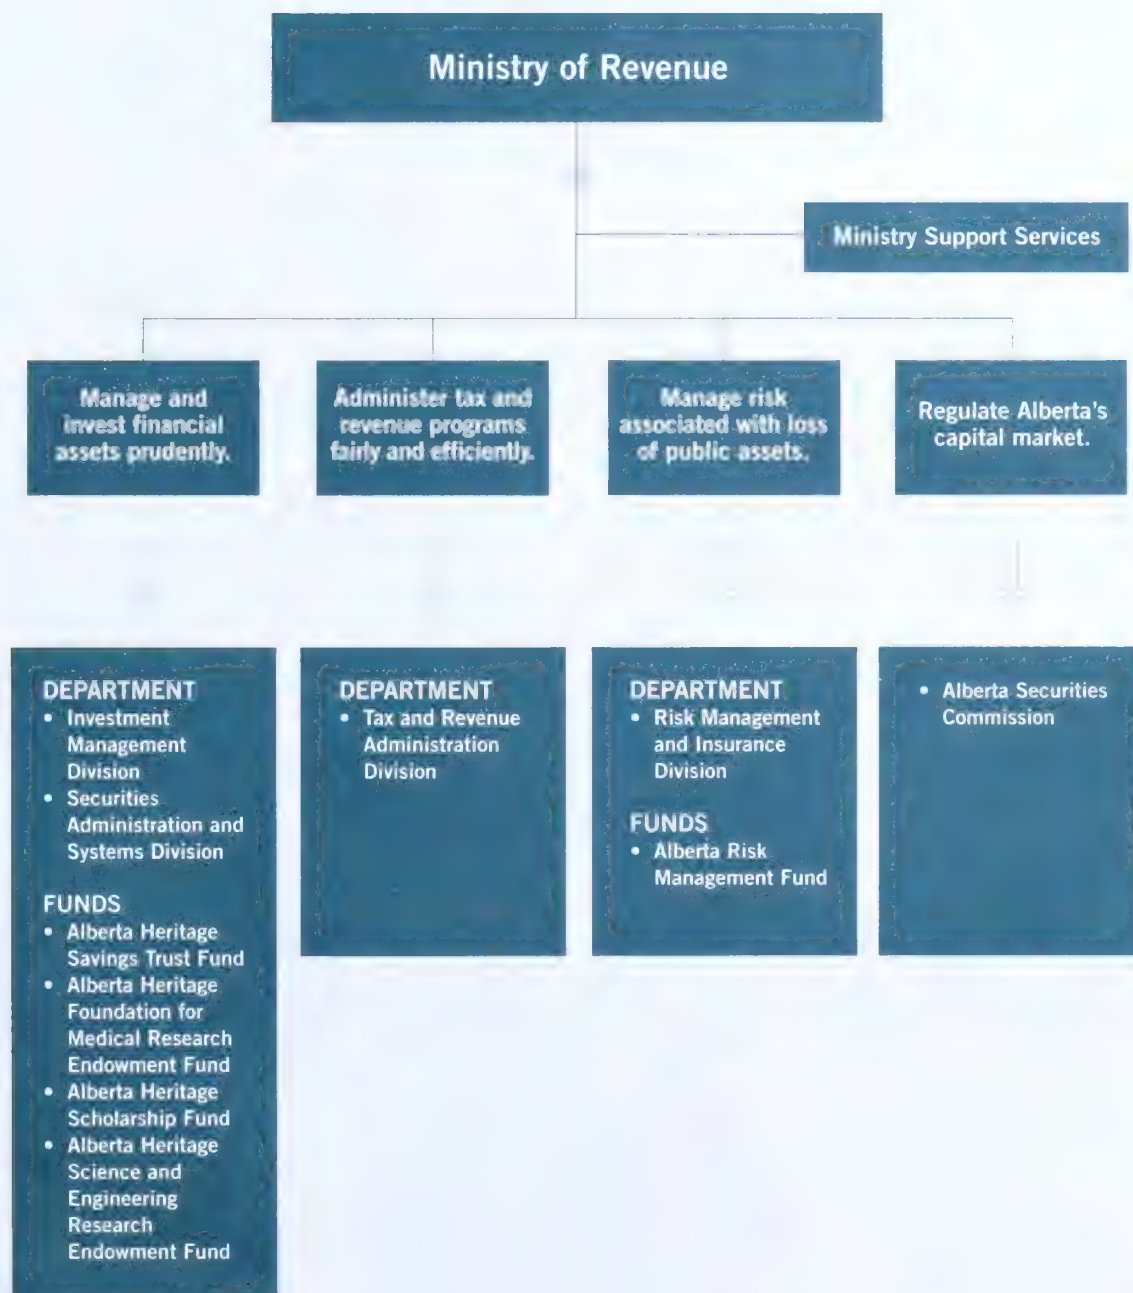 Ministry of Revenue
Ministry Support Services
Manage and
invest financial
assets prudently.
Administer tax and
revenue programs
fairly and efficiently.
Manage risk
associated with loss
of public assets.
Regulate Alberta's
capital market.
DEPARTMENT
• Investment
Management
Division
• Securities
Administration and
Systems Division
FUNDS
• Alberta Heritage
Savings Trust Fund
• Alberta Heritage
Foundation for
Medical Research
Endowment Fund
• Alberta Heritage
Scholarship Fund
• Alberta Heritage
Science and
Engineering
Research
Endowment Fund
DEPARTMENT
• Tax and Revenue
Administration
Division
DEPARTMENT
• Risk Management
and Insurance
Division
FUNDS
• Alberta Risk
Management Fund
• Alberta Securities
Commission